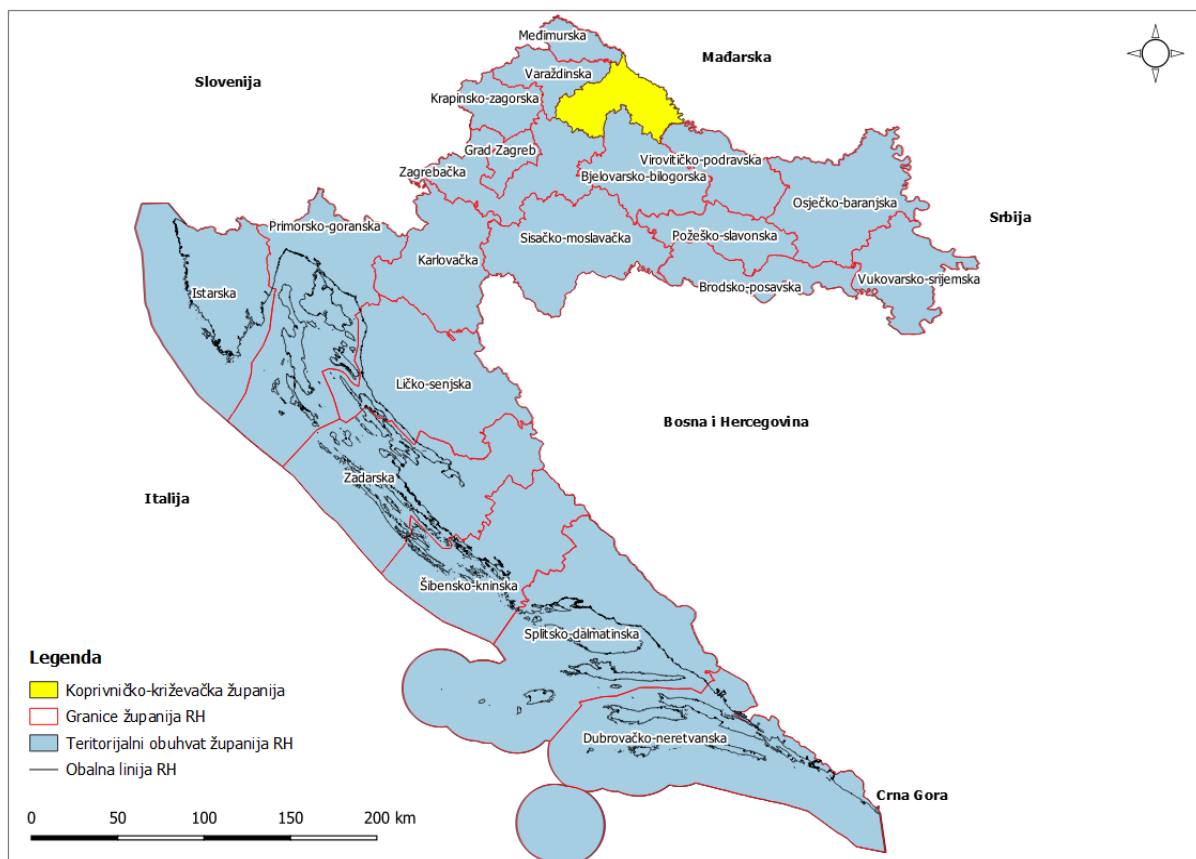 Međimurska
Mađarska
Slovenija
Varaždinska
Krapinsko-zagorska
Grad Zagreb
Virovitičko-podravska
Zagrebačka
Bjelovarsko-bilogorska
Osječko-baranjska
Srbija
Primorsko-goranska
Sisačko-moslavačka
Požeško-slavonska
Karlovačka
Vukovarsko-srijemska
Brodsko-posavska
Istarska
Ličko-senjska
Bosna i Hercegovina
Zadarska
Italija
Šibensko-kninska
Splitsko-dalmatinska
Dubrovačko-neretvanska
Crna Gora
Legenda
Koprivničko-križevačka županija
Granice županija RH
Teritorijalni obuhvat županija RH
Obalna linija RH
0 50 100 150 200 km